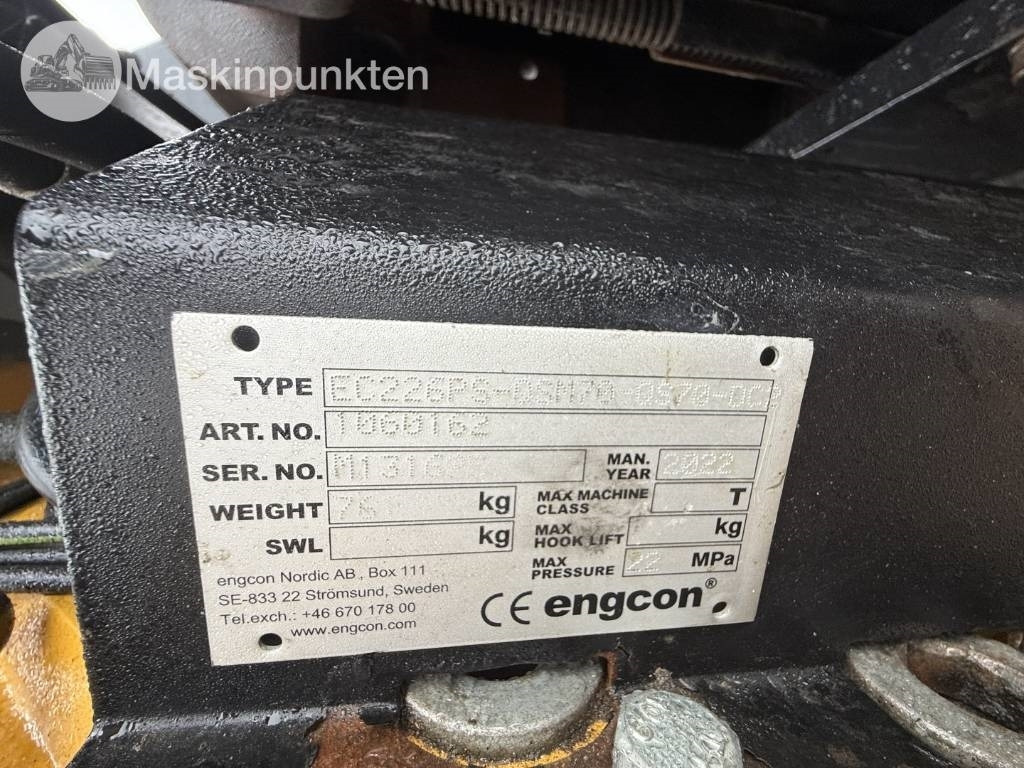 Maskinpunkten
TYPE EC226PS-QSM70-QS70-OC2
ART. NO. 1060162
SER. NO. MAN. YEAR 2022
WEIGHT 76 kg MAX MACHINE CLASS T
SWL kg MAX HOOK LIFT kg
MAX PRESSURE 22 MPa
engcon Nordic AB, Box 111
SE-833 22 Strömsund, Sweden
Tel.exch.: +46 670 178 00
www.engcon.com
CE engcon®